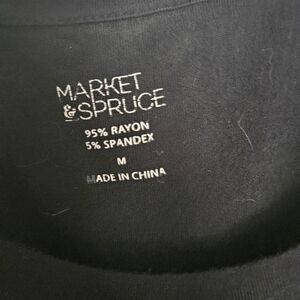 MARKET
& SPRUCE
95% RAYON
5% SPANDEX
M
MADE IN CHINA